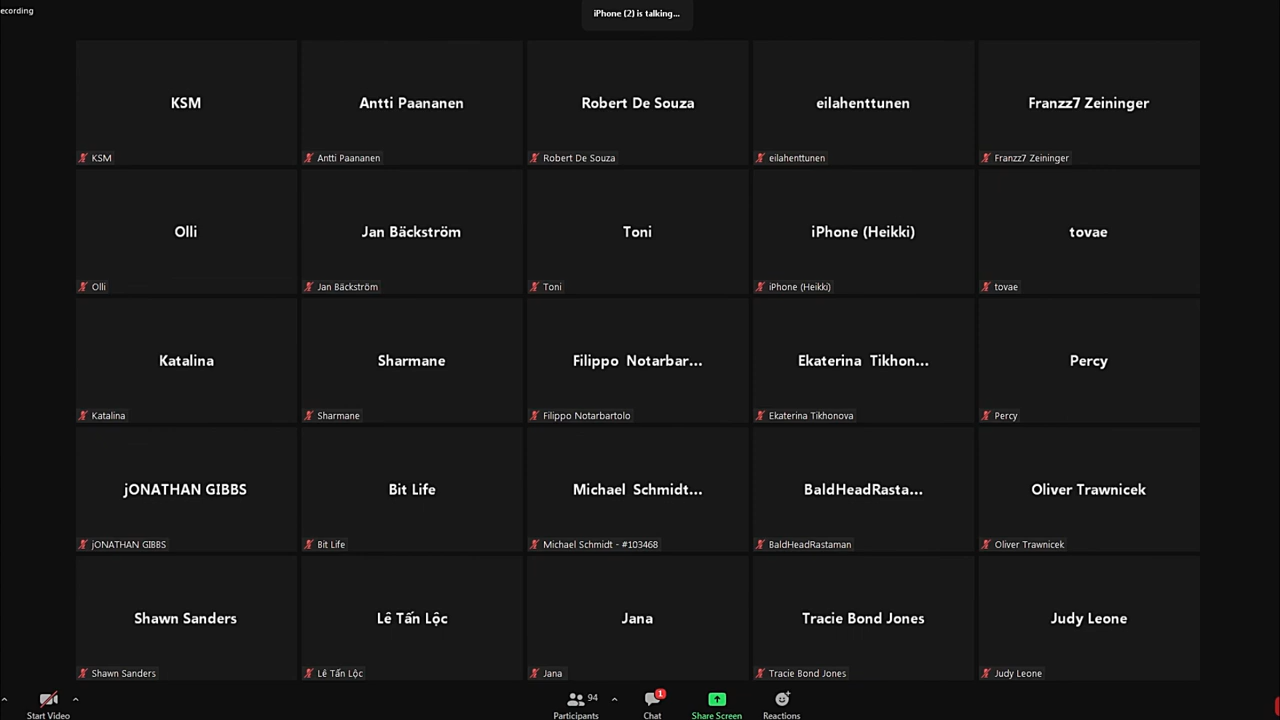 ecording
iPhone (2) is talking...
KSM
Antti Paananen
Robert De Souza
eilahenttunen
Franzz7 Zeininger
KSM
Antti Paananen
Robert De Souza
eilahenttunen
Franzz7 Zeininger
Olli
Jan Bäckström
Toni
iPhone (Heikki)
tovae
Olli
Jan Bäckström
Toni
iPhone (Heikki)
tovae
Katalina
Sharmane
Filippo Notarbar...
Ekaterina Tikhon...
Percy
Katalina
Sharmane
Filippo Notarbartolo
Ekaterina Tikhonova
Percy
jONATHAN GIBBS
Bit Life
Michael Schmidt...
BaldHeadRasta...
Oliver Trawnicek
jONATHAN GIBBS
Bit Life
Michael Schmidt - #103468
BaldHeadRastaman
Oliver Trawnicek
Shawn Sanders
Lê Tấn Lộc
Jana
Tracie Bond Jones
Judy Leone
Shawn Sanders
Lê Tấn Lộc
Jana
Tracie Bond Jones
Judy Leone
Start Video
94
Participants
1
Chat
Share Screen
Reactions